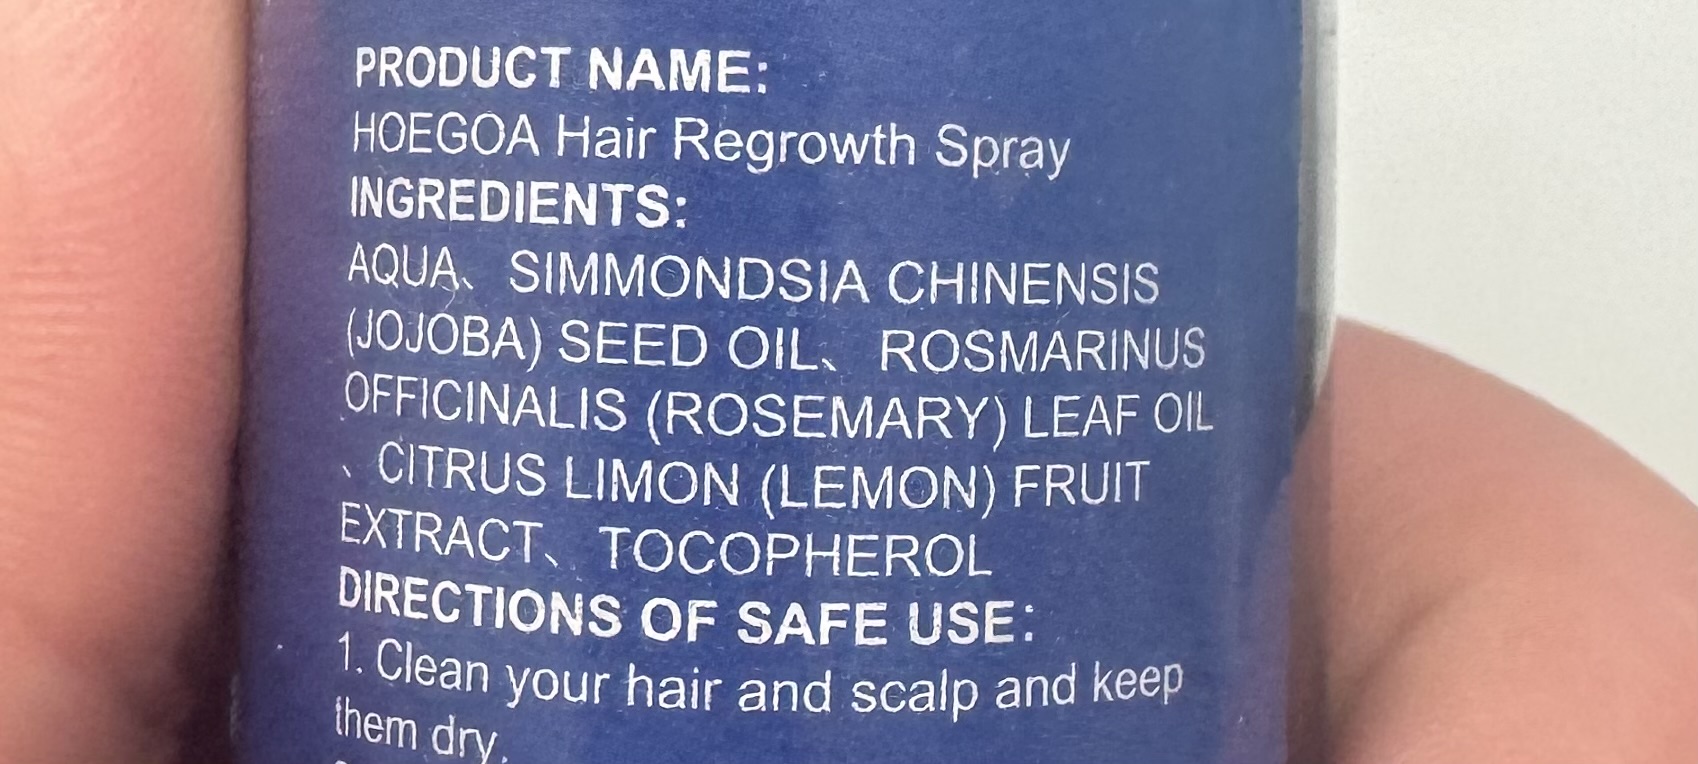 PRODUCT NAME:
HOEGOA Hair Regrowth Spray
INGREDIENTS:
AQUA、 SIMMONDSIA CHINENSIS
(JOJOBA) SEED OIL、 ROSMARINUS
OFFICINALIS (ROSEMARY) LEAF OIL
、CITRUS LIMON (LEMON) FRUIT
EXTRACT、 TOCOPHEROL
DIRECTIONS OF SAFE USE:
1. Clean your hair and scalp and keep
them dry.